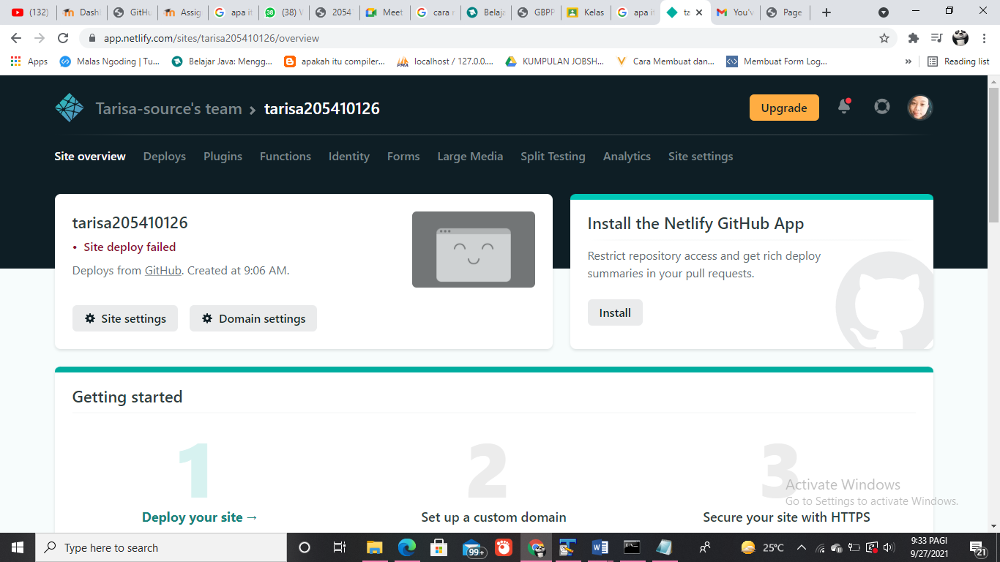 (132) Dashl GitHu Assig apa it (38) V 2054 Meet cara r Belaja GBPP Kelas apa it ta You'v Page
app.netlify.com/sites/tarisa205410126/overview
Apps Malas Ngoding | Tu... Belajar Java: Mengg... apakah itu compiler... localhost / 127.0.0.... KUMPULAN JOBSH... Cara Membuat dan... Membuat Form Log... » Reading list
Tarisa-source's team › tarisa205410126 Upgrade
Site overview Deploys Plugins Functions Identity Forms Large Media Split Testing Analytics Site settings
tarisa205410126
• Site deploy failed
Deploys from GitHub. Created at 9:06 AM.
Site settings Domain settings
Install the Netlify GitHub App
Restrict repository access and get rich deploy
summaries in your pull requests.
Install
Getting started
1 2 3
Deploy your site → Set up a custom domain Secure your site with HTTPS
Activate Windows
Go to Settings to activate Windows.
Type here to search 99+ 25°C 9:33 PAGI
9/27/2021 21